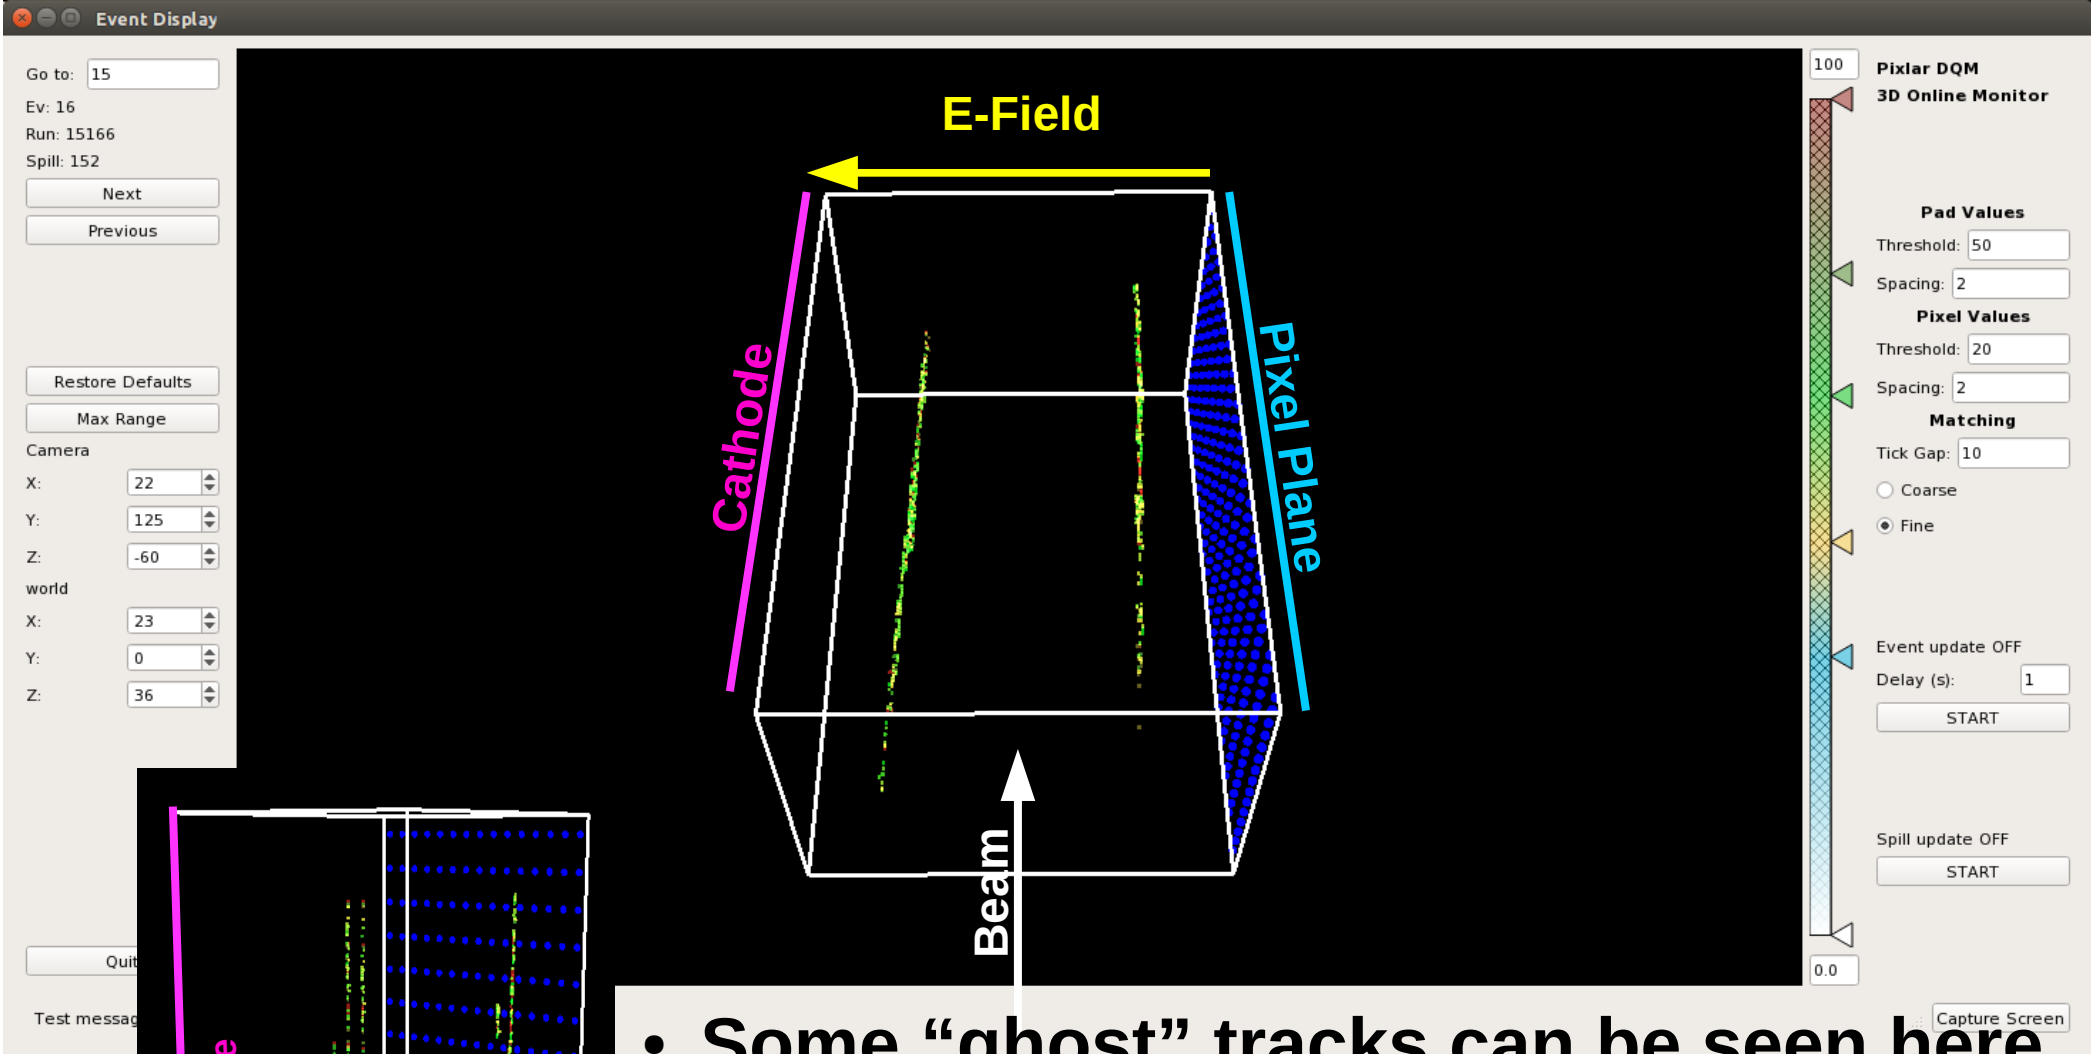 Event Display
Go to: 15
Ev: 16
Run: 15166
Spill: 152
Next
Previous
Restore Defaults
Max Range
Camera
X: 22
Y: 125
Z: -60
world
X: 23
Y: 0
Z: 36
Quit
Test messag
E-Field
Cathode
Pixel Plane
Beam
e
• Some “ghost” tracks can be seen here
100
0.0
Pixlar DQM
3D Online Monitor
Pad Values
Threshold: 50
Spacing: 2
Pixel Values
Threshold: 20
Spacing: 2
Matching
Tick Gap: 10
Coarse
Fine
Event update OFF
Delay (s): 1
START
Spill update OFF
START
Capture Screen